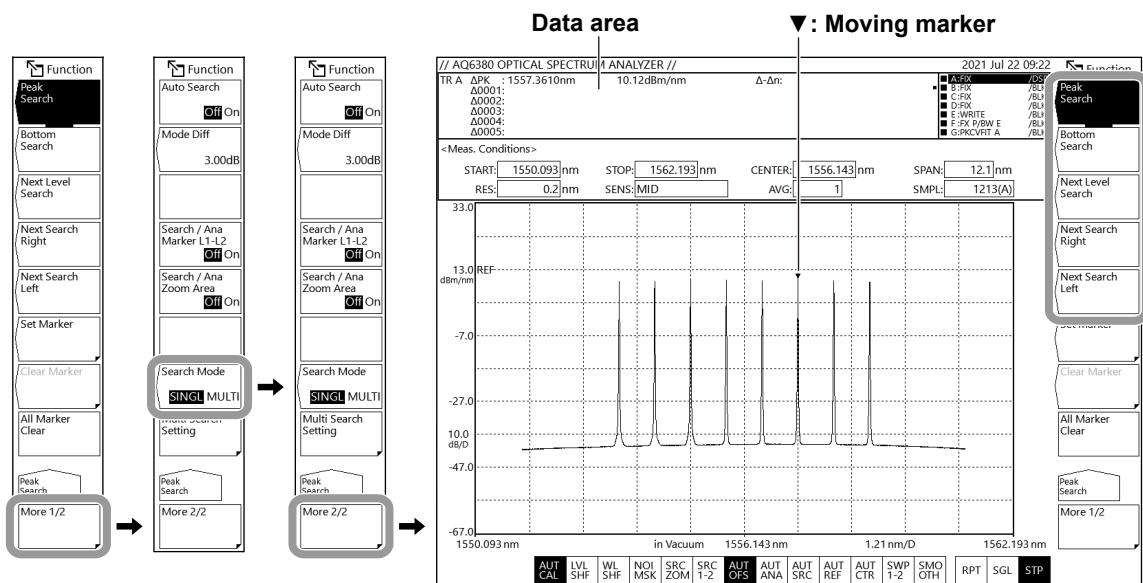 Data area
▼: Moving marker
Function
Peak
Search
Bottom
Search
Next Level
Search
Next Search
Right
Next Search
Left
Set Marker
Clear Marker
All Marker
Clear
Peak
Search
More 1/2
Function
Auto Search
Off On
Mode Diff
3.00dB
Search / Ana
Marker L1-L2
Off On
Search / Ana
Zoom Area
Off On
Search Mode
SINGL MULTI
Multi Search
Setting
Peak
Search
More 2/2
Function
Auto Search
Off On
Mode Diff
3.00dB
Search / Ana
Marker L1-L2
Off On
Search / Ana
Zoom Area
Off On
Search Mode
SINGL MULTI
Multi Search
Setting
Peak
Search
More 2/2
// AQ6380 OPTICAL SPECTRUM ANALYZER // 2021 Jul 22 09:22
TR A ΔPK : 1557.3610nm 10.12dBm/nm Δ-Δn:
Δ0001:
Δ0002:
Δ0003:
Δ0004:
Δ0005:
A:FIX /DSP
B:FIX /BLK
C:FIX /BLK
D:FIX /BLK
E:WRITE /BLK
F:FX P/BW E /BLK
G:PKCVFIT A /BLK
<Meas. Conditions>
START: 1550.093 nm STOP: 1562.193 nm CENTER: 1556.143 nm SPAN: 12.1 nm
RES: 0.2 nm SENS: MID AVG: 1 SMPL: 1213(A)
33.0
13.0 REF
dBm/nm
-7.0
-27.0
10.0
dB/D
-47.0
-67.0
1550.093 nm in Vacuum 1556.143 nm 1.21 nm/D 1562.193 nm
AUT CAL
LVL SHF
WL SHF
NOI MSK
SRC ZOM
SRC 1-2
AUT OFS
AUT ANA
AUT SRC
AUT REF
AUT CTR
SWP 1-2
SMO OTH
RPT
SGL
STP
Function
Peak
Search
Bottom
Search
Next Level
Search
Next Search
Right
Next Search
Left
Set Marker
Clear Marker
All Marker
Clear
Peak
Search
More 1/2